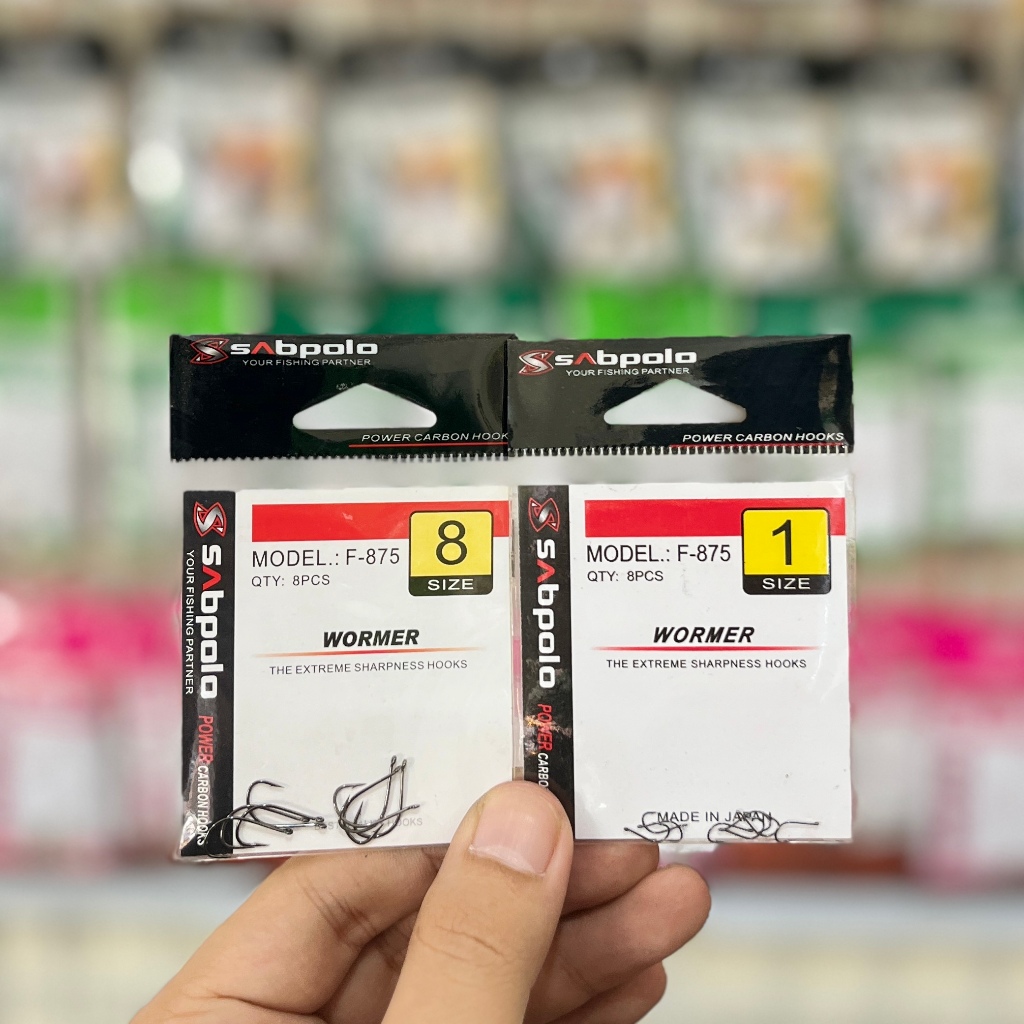 sabpolo
YOUR FISHING PARTNER
POWER CARBON HOOK
sabpolo
YOUR FISHING PARTNER
POWER CARBON HOOKS
sabpolo
YOUR FISHING PARTNER
POWER CARBON HOOKS
MODEL.: F-875
QTY: 8PCS
8
SIZE
WORMER
THE EXTREME SHARPNESS HOOKS
sabpolo
POWER CARBON
MODEL.: F-875
QTY: 8PCS
1
SIZE
WORMER
THE EXTREME SHARPNESS HOOKS
MADE IN JAPAN